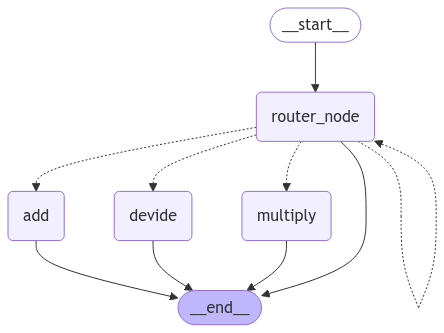 __start__
router_node
add
devide
multiply
__end__